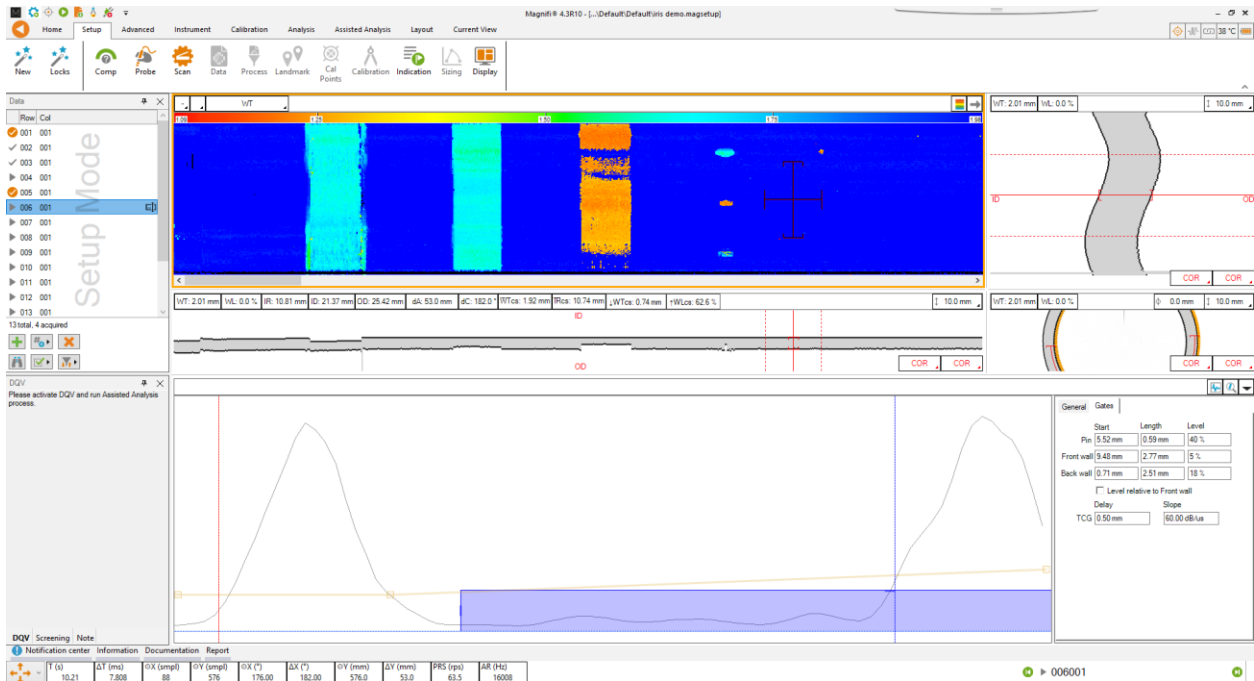 Magnifi® 4.3R10 - [...\Default\Default\iris demo.magsetup]
Home Setup Advanced Instrument Calibration Analysis Assisted Analysis Layout Current View
38 °C
New Locks Comp Probe Scan Data Process Landmark Cal Points Calibration Indication Sizing Display
Data
Row Col
001 001
002 001
003 001
004 001
005 001
006 001
007 001
008 001
009 001
010 001
011 001
012 001
013 001
Setup Mode
13 total, 4 acquired
WT
1.25 1.50 1.75
WT: 2.01 mm WL: 0.0 % 10.0 mm
ID OD
COR COR
WT: 2.01 mm WL: 0.0 % IR: 10.81 mm ID: 21.37 mm OD: 25.42 mm dA: 53.0 mm dC: 182.0 ° WTcs: 1.92 mm IRcs: 10.74 mm ↓WTcs: 0.74 mm ↑WLcs: 62.6 % 10.0 mm
ID
OD
COR COR
WT: 2.01 mm WL: 0.0 % 0.0 mm 10.0 mm
COR COR
DQV
Please activate DQV and run Assisted Analysis
process.
General Gates
Start Length Level
Pin 5.52 mm 0.59 mm 40 %
Front wall 9.48 mm 2.77 mm 5 %
Back wall 0.71 mm 2.51 mm 18 %
Level relative to Front wall
Delay Slope
TCG 0.50 mm 60.00 dB/us
DQV Screening Note
Notification center Information Documentation Report
T (s) ΔT (ms) ⊙X (smpl) ⊙Y (smpl) ⊙X (°) ΔX (°) ⊙Y (mm) ΔY (mm) PRS (rps) AR (Hz)
10.21 7.808 88 576 176.00 182.00 576.0 53.0 63.5 16008
006001